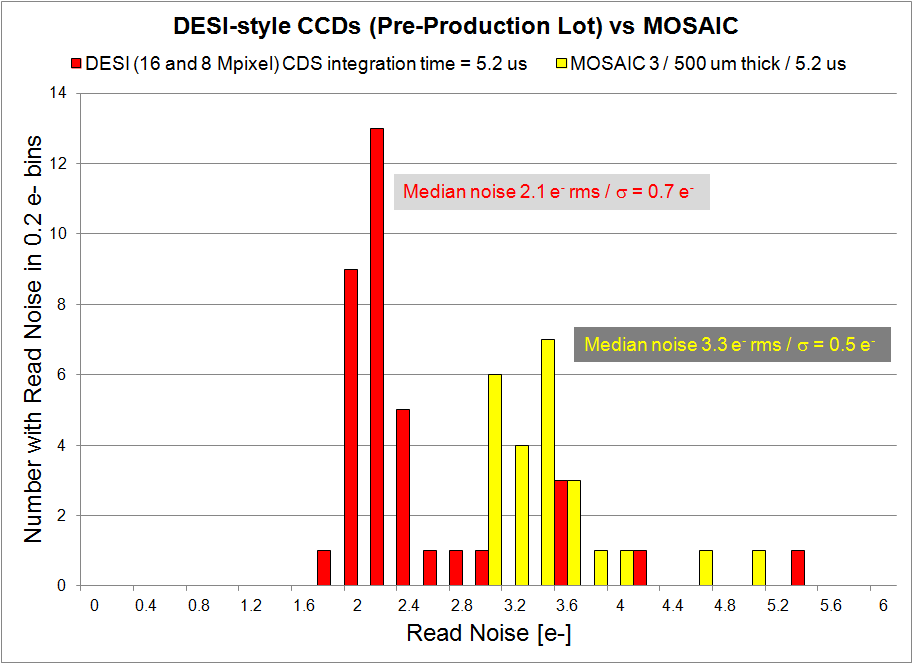 DESI-style CCDs (Pre-Production Lot) vs MOSAIC
DESI (16 and 8 Mpixel) CDS integration time = 5.2 us
MOSAIC 3 / 500 um thick / 5.2 us
14
12
10
8
6
4
2
0
Number with Read Noise in 0.2 e- bins
Median noise 2.1 e⁻ rms / σ = 0.7 e⁻
Median noise 3.3 e⁻ rms / σ = 0.5 e⁻
0 0.4 0.8 1.2 1.6 2 2.4 2.8 3.2 3.6 4 4.4 4.8 5.2 5.6 6
Read Noise [e-]